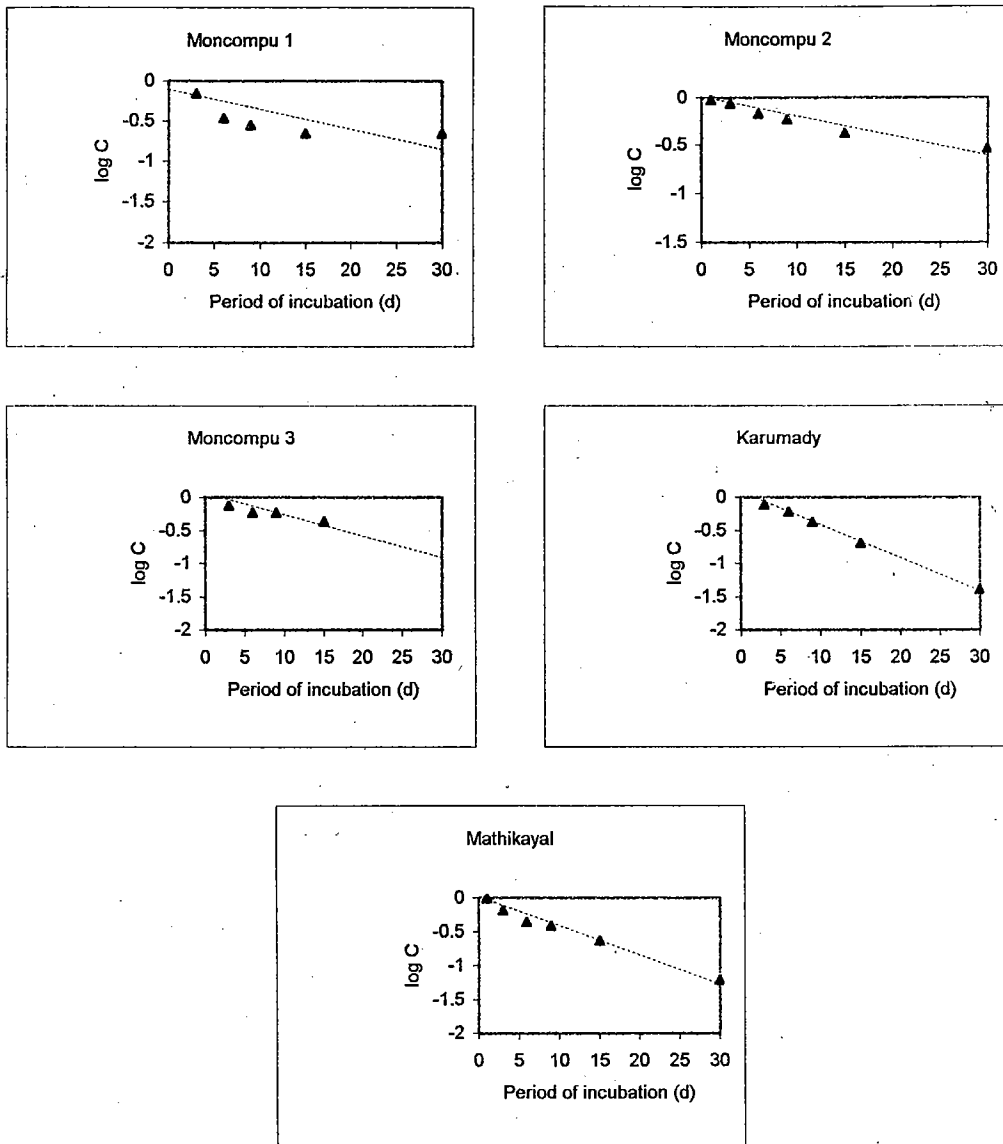 Moncompu 1
0
-0.5
-1
-1.5
-2
log C
0 5 10 15 20 25 30
Period of incubation (d)
Moncompu 2
0
-0.5
-1
-1.5
log C
0 5 10 15 20 25 30
Period of incubation (d)
Moncompu 3
0
-0.5
-1
-1.5
-2
log C
0 5 10 15 20 25 30
Period of incubation (d)
Karumady
0
-0.5
-1
-1.5
-2
log C
0 5 10 15 20 25 30
Period of incubation (d)
Mathikayal
0
-0.5
-1
-1.5
-2
log C
0 5 10 15 20 25 30
Period of incubation (d)